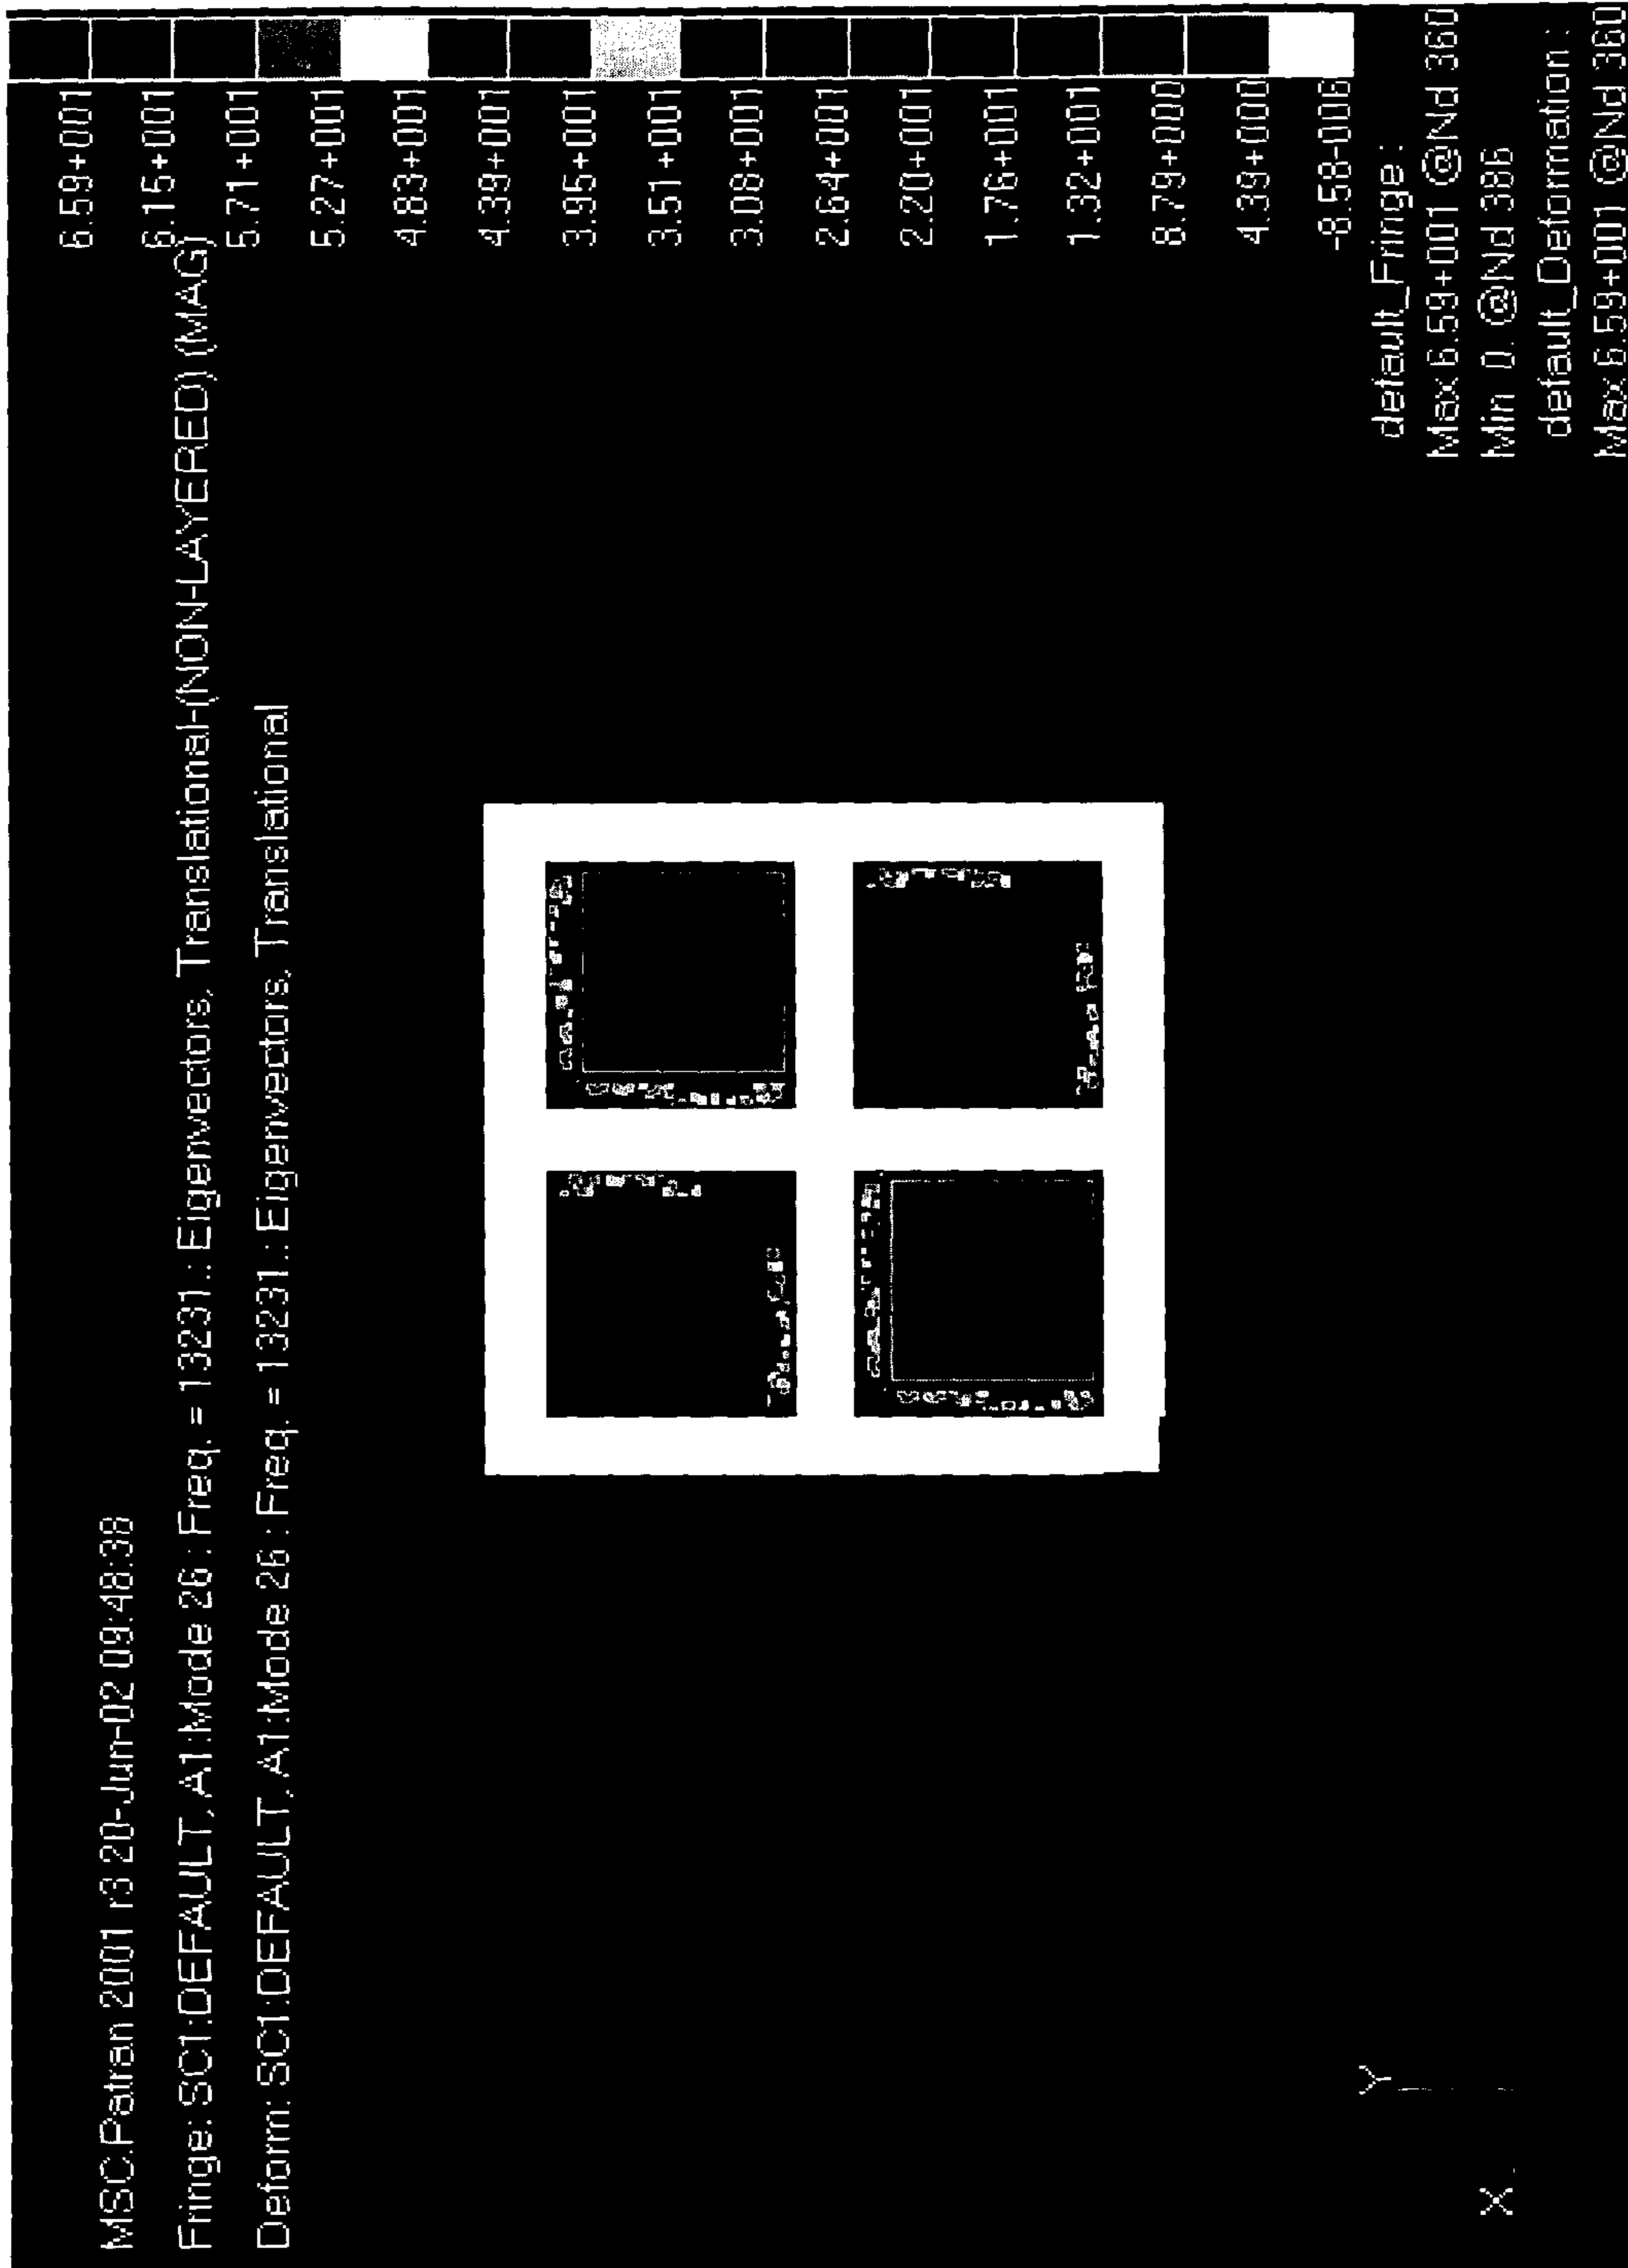 MSC.Patran 2001 r3 20-Jun-02 09:48:38
Fringe: SC1:DEFAULT, A1:Mode 26 : Freq. = 13231.: Eigenvectors, Translational-(NON-LAYERED) (MAG)
Deform: SC1:DEFAULT, A1:Mode 26 : Freq. = 13231.: Eigenvectors, Translational
6.59+001
6.15+001
5.71+001
5.27+001
4.83+001
4.39+001
3.95+001
3.51+001
3.08+001
2.64+001
2.20+001
1.76+001
1.32+001
8.79+000
4.39+000
-8.58-006
default_Fringe :
Max 6.59+001 @Nd 360
Min 0. @Nd 386
default_Deformation :
Max 6.59+001 @Nd 360
Y
X